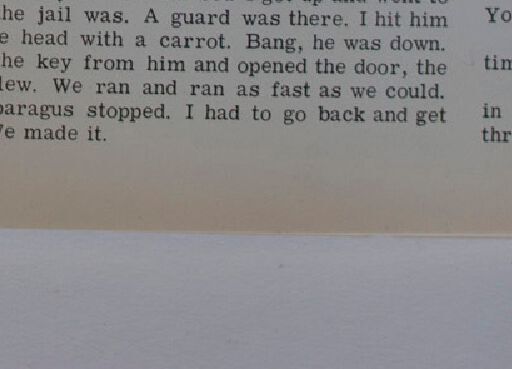 he jail was. A guard was there. I hit him
e head with a carrot. Bang, he was down.
he key from him and opened the door, the
lew. We ran and ran as fast as we could.
paragus stopped. I had to go back and get
e made it.
Yo
tim
in
thr